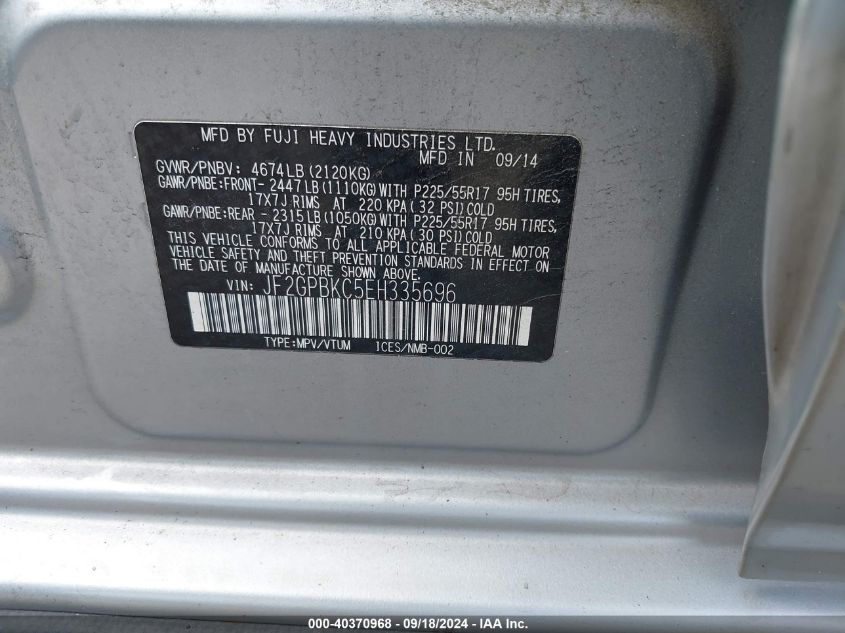 MFD BY FUJI HEAVY INDUSTRIES LTD.
MFD IN 09/14
GVWR/PNBV: 4674LB(2120KG)
GAWR/PNBE:FRONT-2447LB(1110KG)WITH P225/55R17 95H TIRES,
17X7J RIMS AT 220 KPA(32 PSI)COLD
GAWR/PNBE:REAR -2315LB(1050KG)WITH P225/55R17 95H TIRES,
17X7J RIMS AT 210 KPA(30 PSI)COLD
THIS VEHICLE CONFORMS TO ALL APPLICABLE FEDERAL MOTOR
VEHICLE SAFETY AND THEFT PREVENTION STANDARDS IN EFFECT ON
THE DATE OF MANUFACTURE SHOWN ABOVE.
VIN: JF2GPBKC5EH335696
TYPE:MPV/VTUM ICES/NMB-002
000-40370968 - 09/18/2024 - IAA Inc.